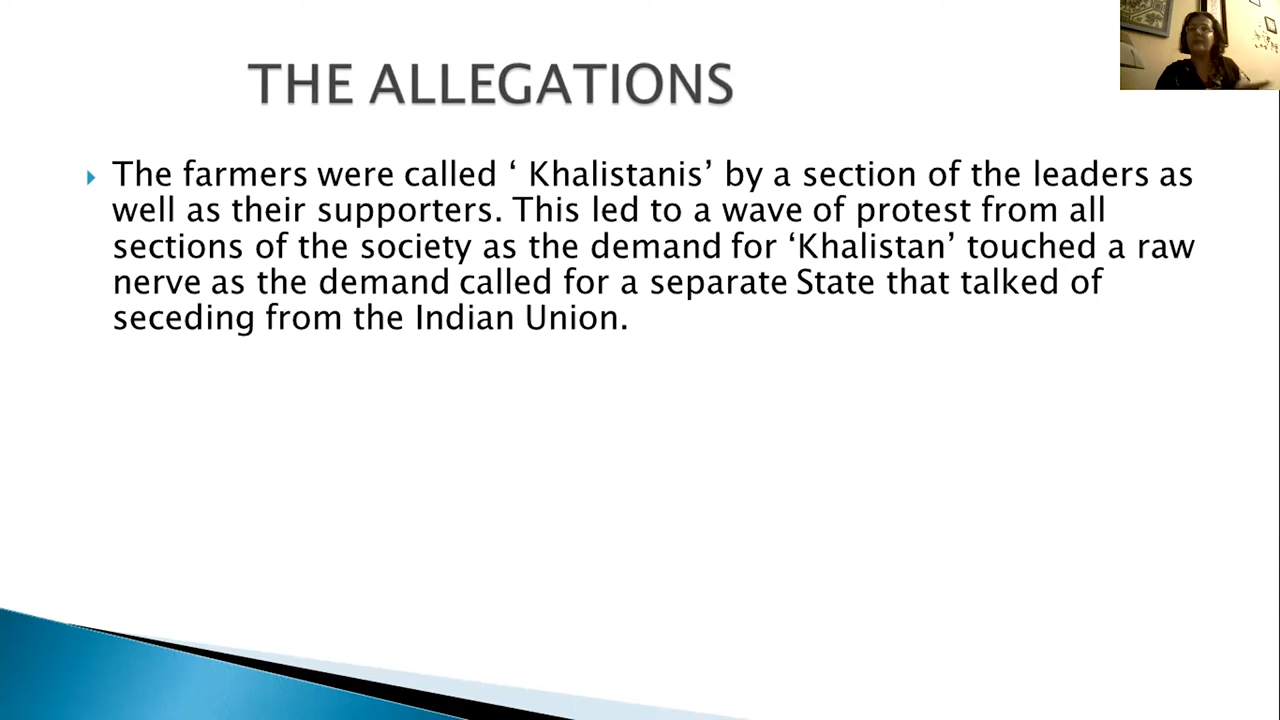 THE ALLEGATIONS
The farmers were called ‘ Khalistanis’ by a section of the leaders as
well as their supporters. This led to a wave of protest from all
sections of the society as the demand for ‘Khalistan’ touched a raw
nerve as the demand called for a separate State that talked of
seceding from the Indian Union.